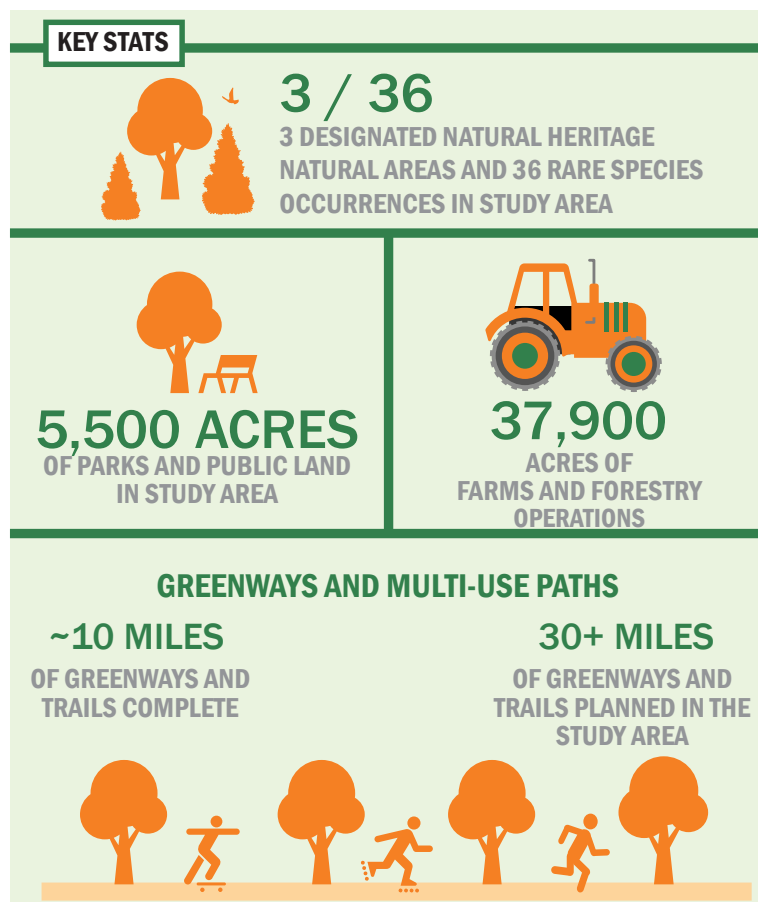 KEY STATS
3 / 36
3 DESIGNATED NATURAL HERITAGE
NATURAL AREAS AND 36 RARE SPECIES
OCCURRENCES IN STUDY AREA
5,500 ACRES
OF PARKS AND PUBLIC LAND
IN STUDY AREA
37,900
ACRES OF
FARMS AND FORESTRY
OPERATIONS
GREENWAYS AND MULTI-USE PATHS
~10 MILES
OF GREENWAYS AND
TRAILS COMPLETE
30+ MILES
OF GREENWAYS AND
TRAILS PLANNED IN THE
STUDY AREA